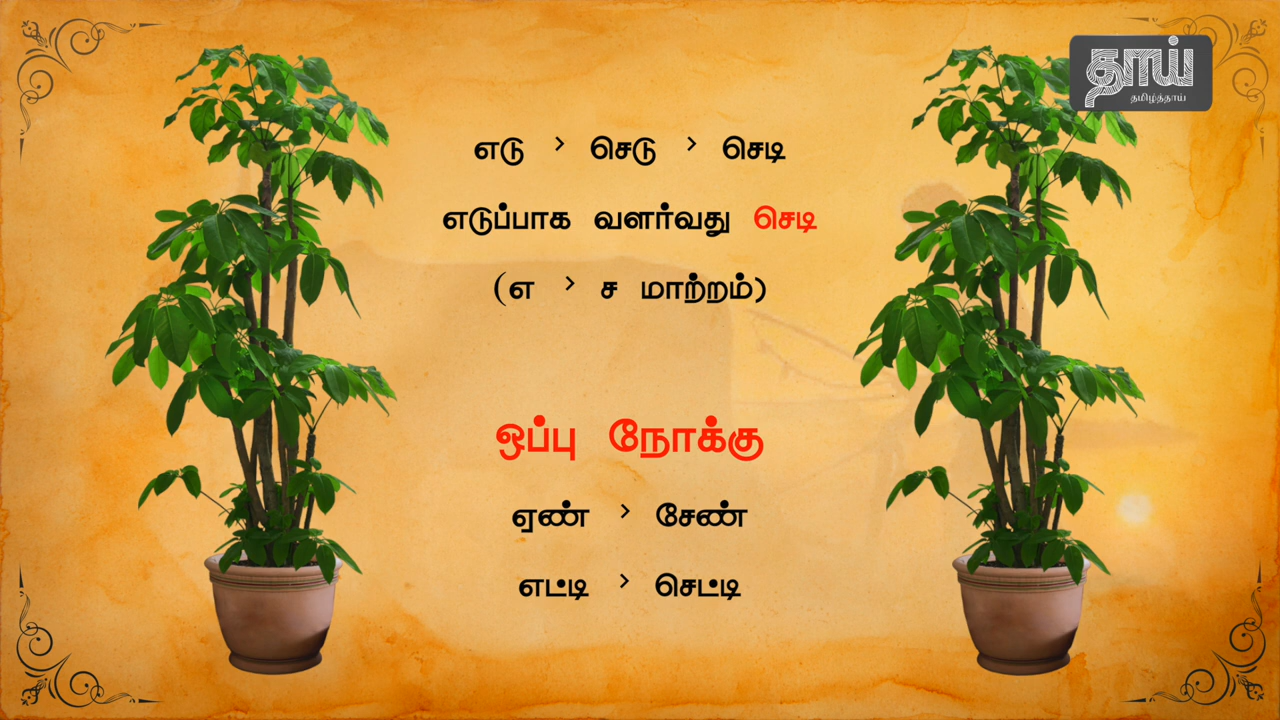 தாய்
தமிழ்த்தாய்
எடு > செடு > செடி
எடுப்பாக வளர்வது செடி
(எ > ச மாற்றம்)
ஒப்பு நோக்கு
ஏண் > சேண்
எட்டி > செட்டி